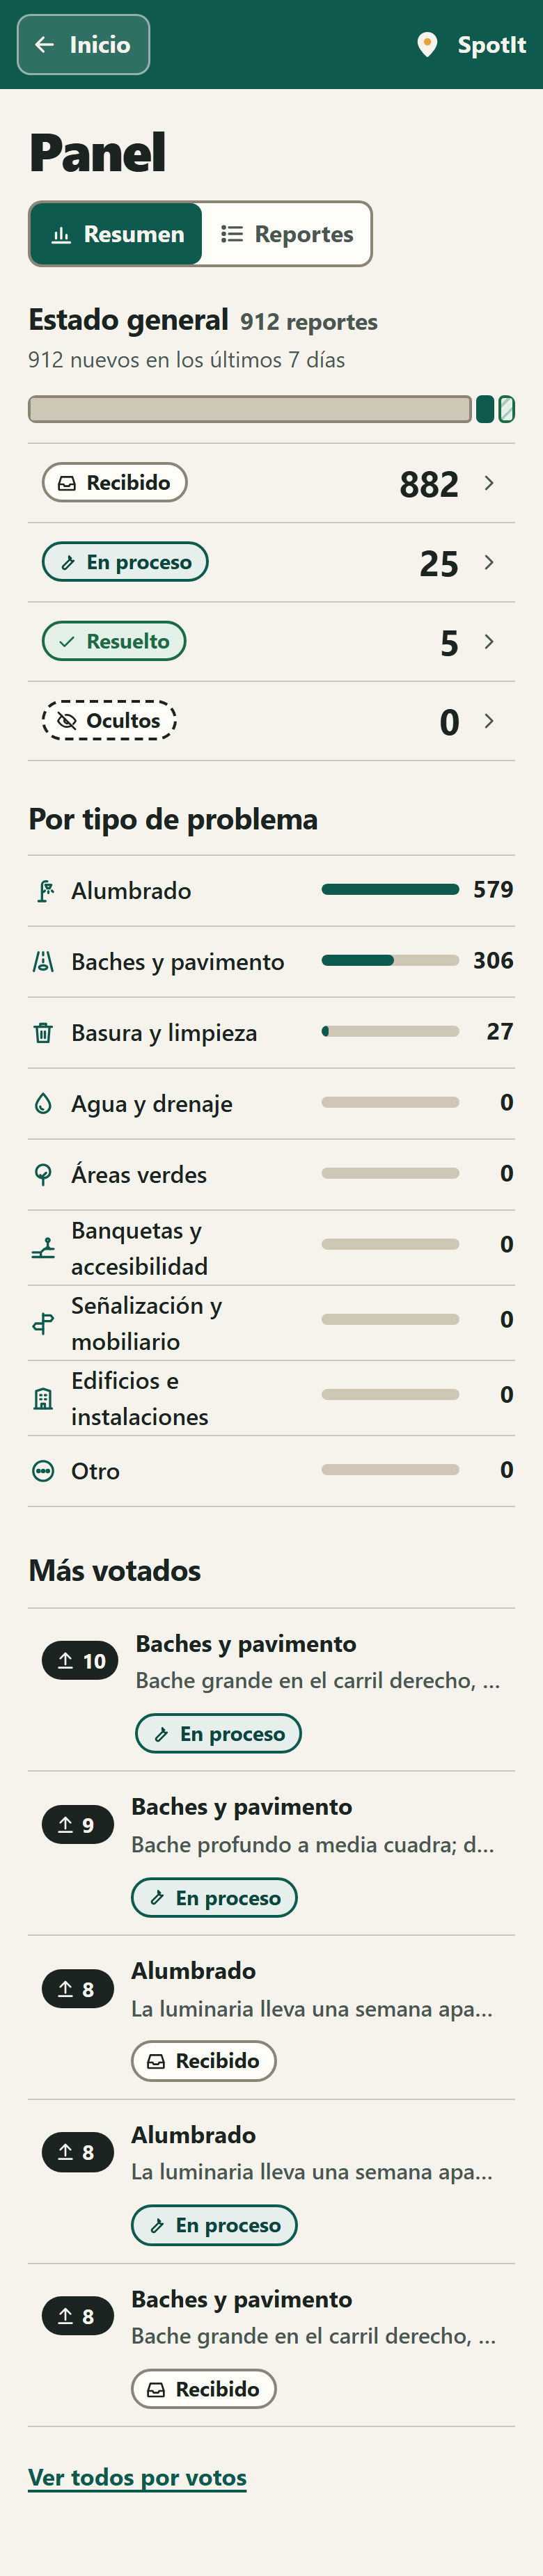 Inicio
SpotIt
Panel
Resumen
Reportes
Estado general 912 reportes
912 nuevos en los últimos 7 días
Recibido 882
En proceso 25
Resuelto 5
Ocultos 0
Por tipo de problema
Alumbrado 579
Baches y pavimento 306
Basura y limpieza 27
Agua y drenaje 0
Áreas verdes 0
Banquetas y
accesibilidad 0
Señalización y
mobiliario 0
Edificios e
instalaciones 0
Otro 0
Más votados
10 Baches y pavimento
Bache grande en el carril derecho, ...
En proceso
9 Baches y pavimento
Bache profundo a media cuadra; d...
En proceso
8 Alumbrado
La luminaria lleva una semana apa...
Recibido
8 Alumbrado
La luminaria lleva una semana apa...
En proceso
8 Baches y pavimento
Bache grande en el carril derecho, ...
Recibido
Ver todos por votos